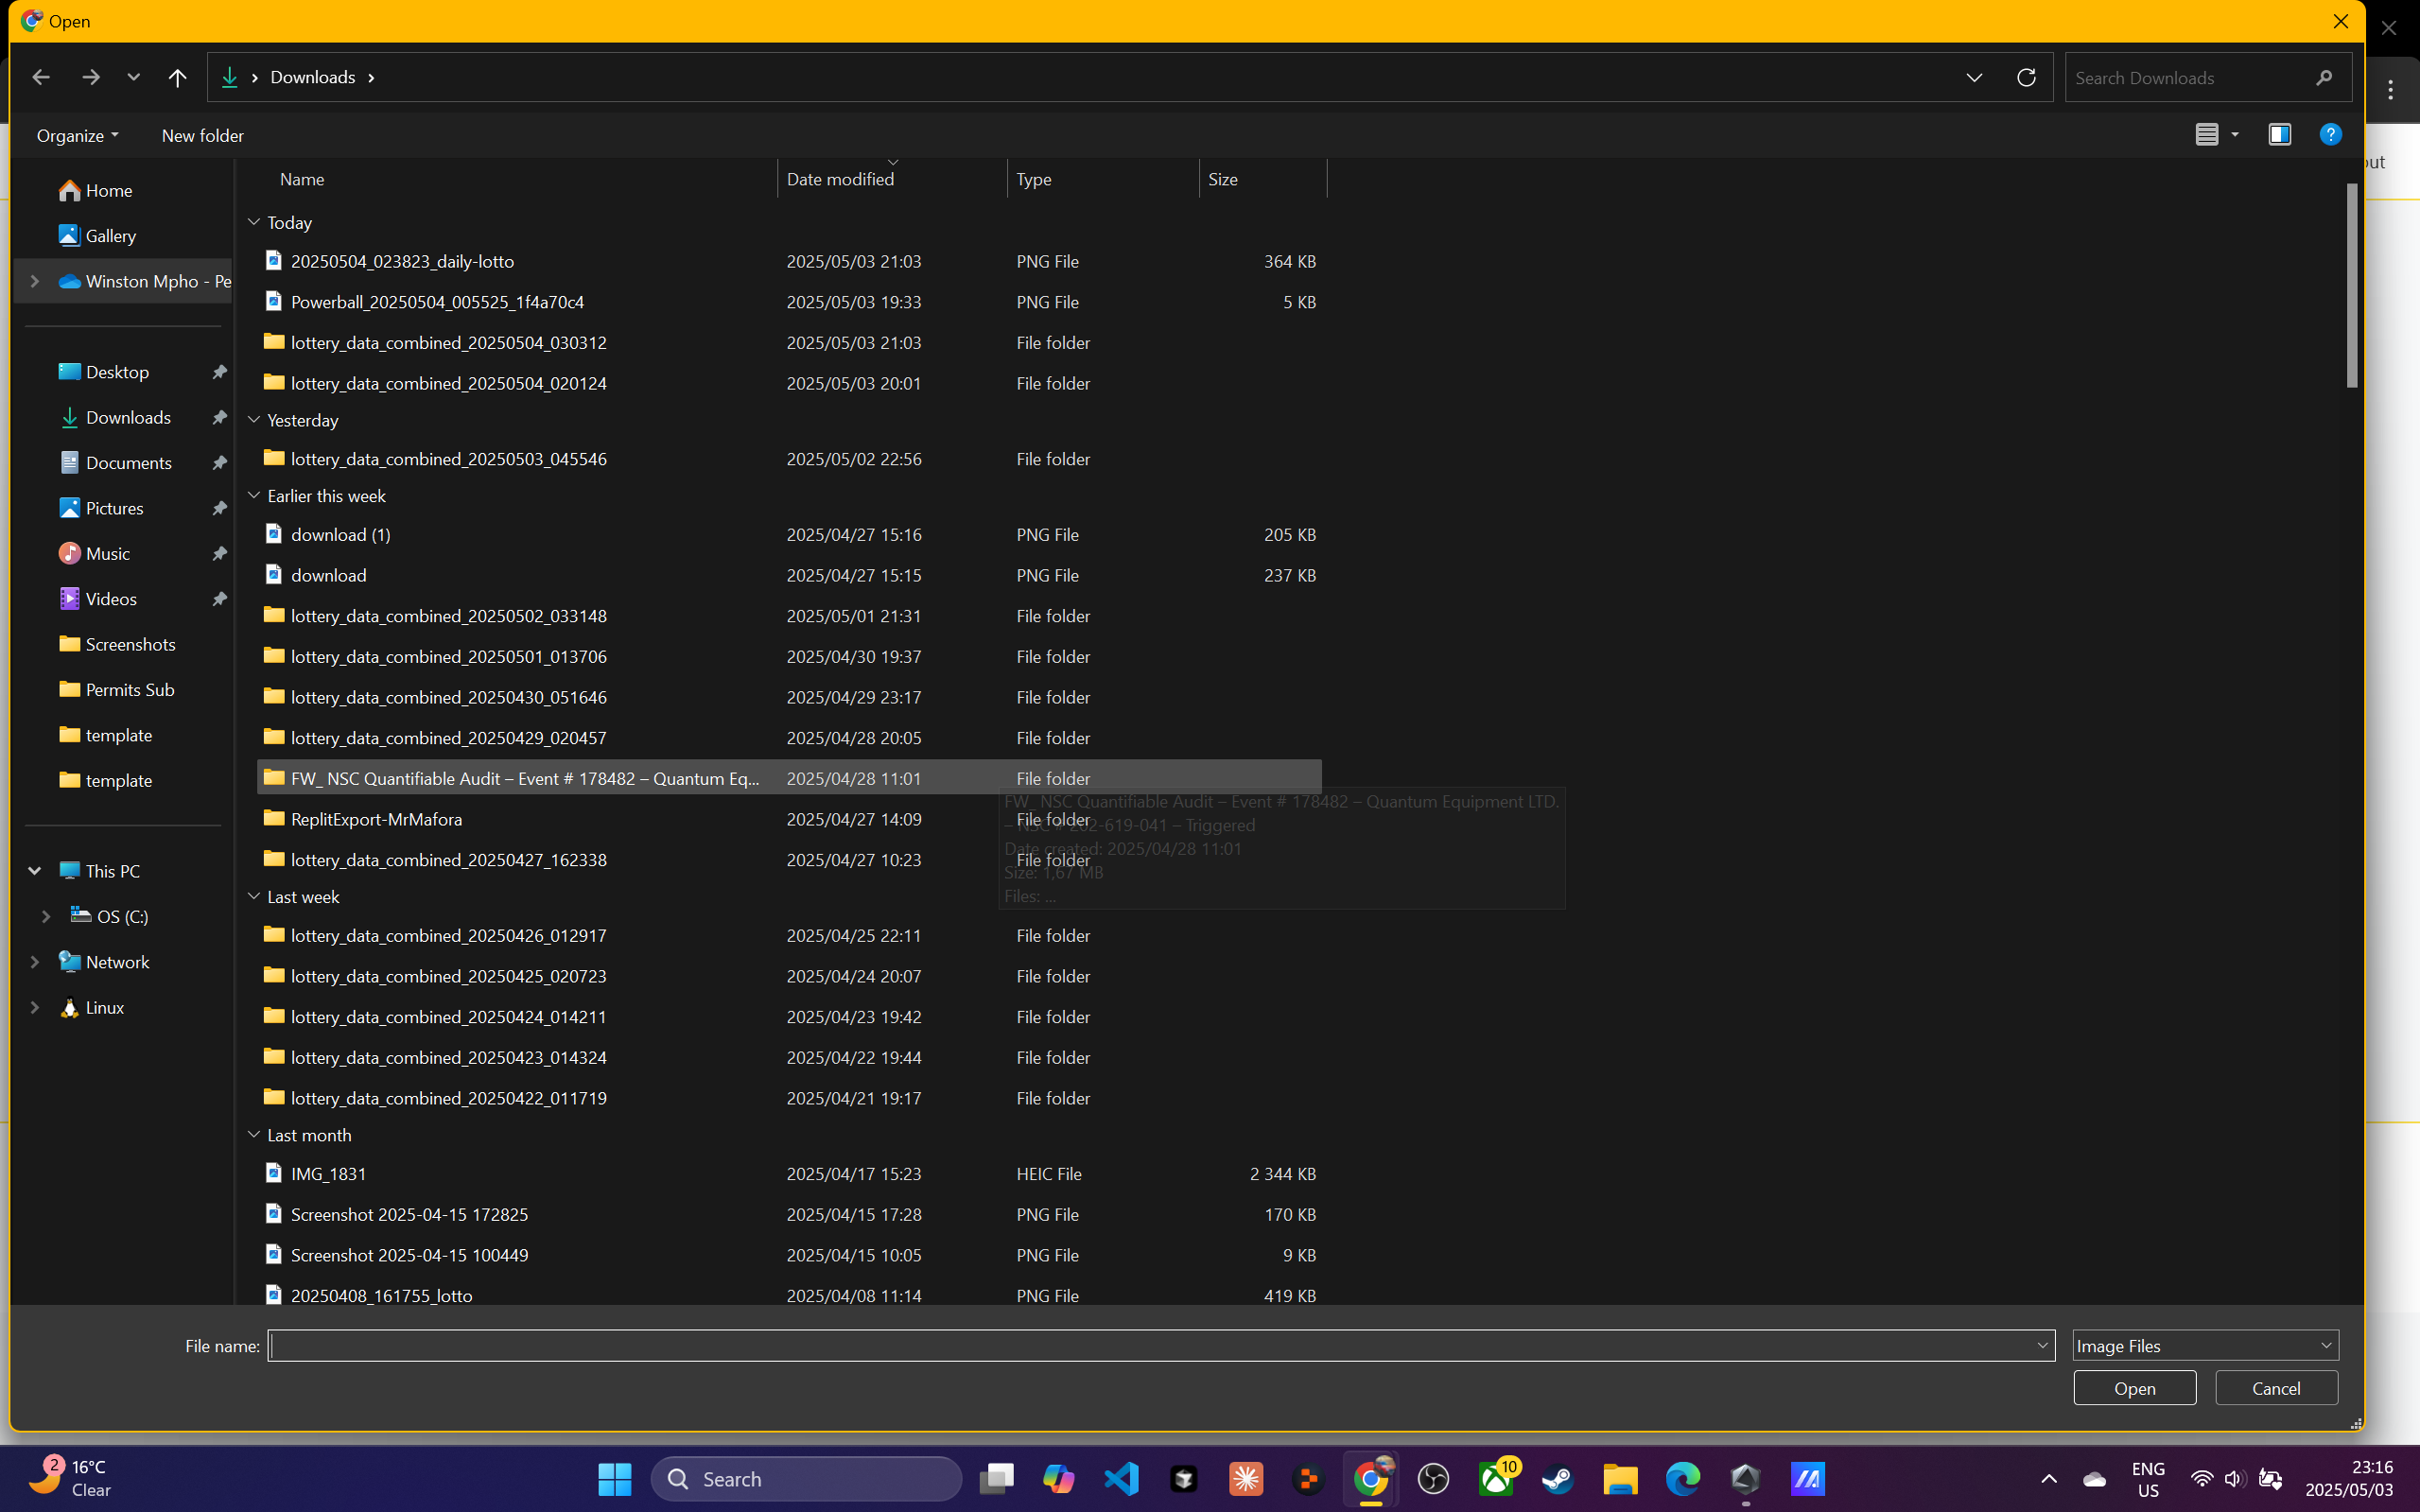 Open
Downloads
Search Downloads
Organize
New folder
out
Name
Date modified
Type
Size
Home
Gallery
Winston Mpho - Pe
Desktop
Downloads
Documents
Pictures
Music
Videos
Screenshots
Permits Sub
template
template
This PC
OS (C:)
Network
Linux
Today
20250504_023823_daily-lotto 2025/05/03 21:03 PNG File 364 KB
Powerball_20250504_005525_1f4a70c4 2025/05/03 19:33 PNG File 5 KB
lottery_data_combined_20250504_030312 2025/05/03 21:03 File folder
lottery_data_combined_20250504_020124 2025/05/03 20:01 File folder
Yesterday
lottery_data_combined_20250503_045546 2025/05/02 22:56 File folder
Earlier this week
download (1) 2025/04/27 15:16 PNG File 205 KB
download 2025/04/27 15:15 PNG File 237 KB
lottery_data_combined_20250502_033148 2025/05/01 21:31 File folder
lottery_data_combined_20250501_013706 2025/04/30 19:37 File folder
lottery_data_combined_20250430_051646 2025/04/29 23:17 File folder
lottery_data_combined_20250429_020457 2025/04/28 20:05 File folder
FW_ NSC Quantifiable Audit – Event # 178482 – Quantum Eq... 2025/04/28 11:01 File folder
ReplitExport-MrMafora 2025/04/27 14:09 File folder
lottery_data_combined_20250427_162338 2025/04/27 10:23 File folder
FW_ NSC Quantifiable Audit – Event # 178482 – Quantum Equipment LTD.
– NSC # 202-619-041 – Triggered
Date created: 2025/04/28 11:01
Size: 1,67 MB
Files: ...
Last week
lottery_data_combined_20250426_012917 2025/04/25 22:11 File folder
lottery_data_combined_20250425_020723 2025/04/24 20:07 File folder
lottery_data_combined_20250424_014211 2025/04/23 19:42 File folder
lottery_data_combined_20250423_014324 2025/04/22 19:44 File folder
lottery_data_combined_20250422_011719 2025/04/21 19:17 File folder
Last month
IMG_1831 2025/04/17 15:23 HEIC File 2 344 KB
Screenshot 2025-04-15 172825 2025/04/15 17:28 PNG File 170 KB
Screenshot 2025-04-15 100449 2025/04/15 10:05 PNG File 9 KB
20250408_161755_lotto 2025/04/08 11:14 PNG File 419 KB
File name:
Image Files
Open
Cancel
2
16°C
Clear
Search
10
ENG
US
23:16
2025/05/03